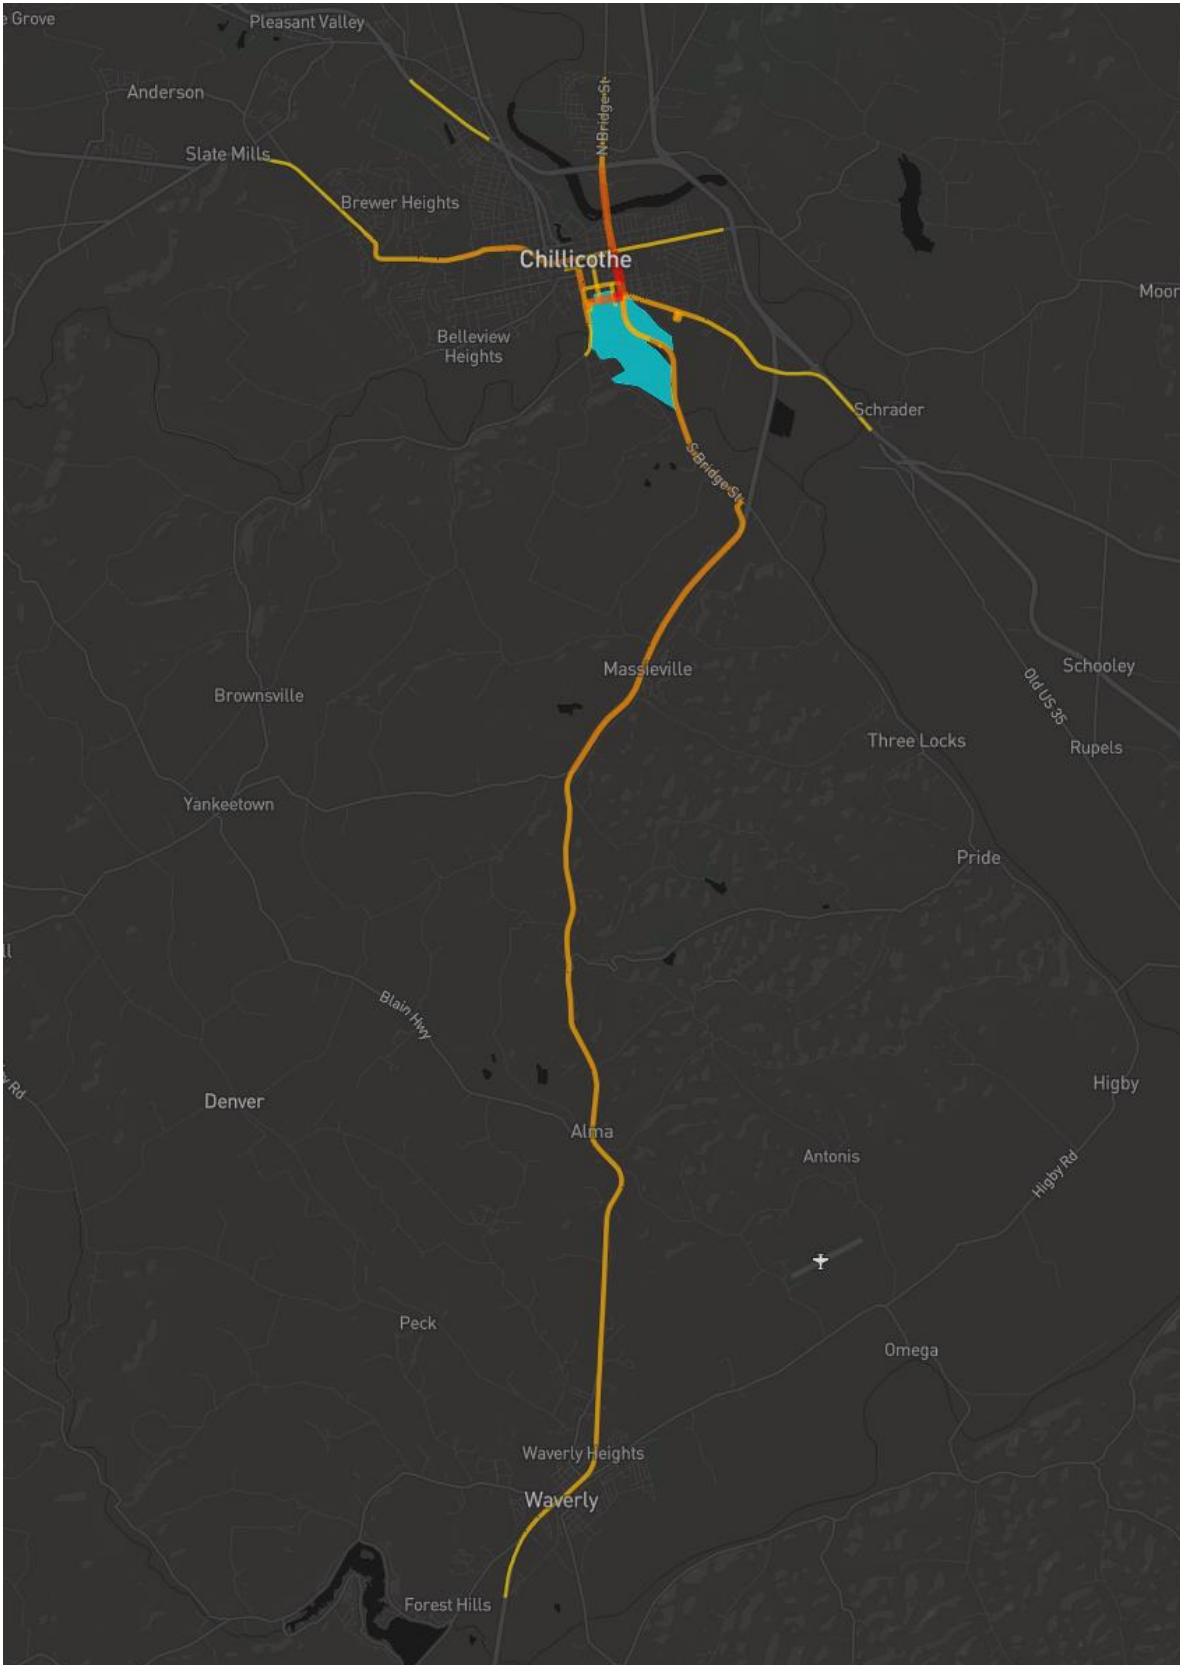 e Grove
Pleasant Valley
Anderson
N Bridge St
Slate Mills
Brewer Heights
Chillicothe
Moor
Belleview
Heights
Schrader
S Bridge St
Massieville
Schooley
Brownsville
Old US 35
Three Locks
Rupels
Yankeetown
Pride
ll
Blain Hwy
Higby
y Rd
Denver
Alma
Antonis
Higby Rd
Peck
Omega
Waverly Heights
Waverly
Forest Hills